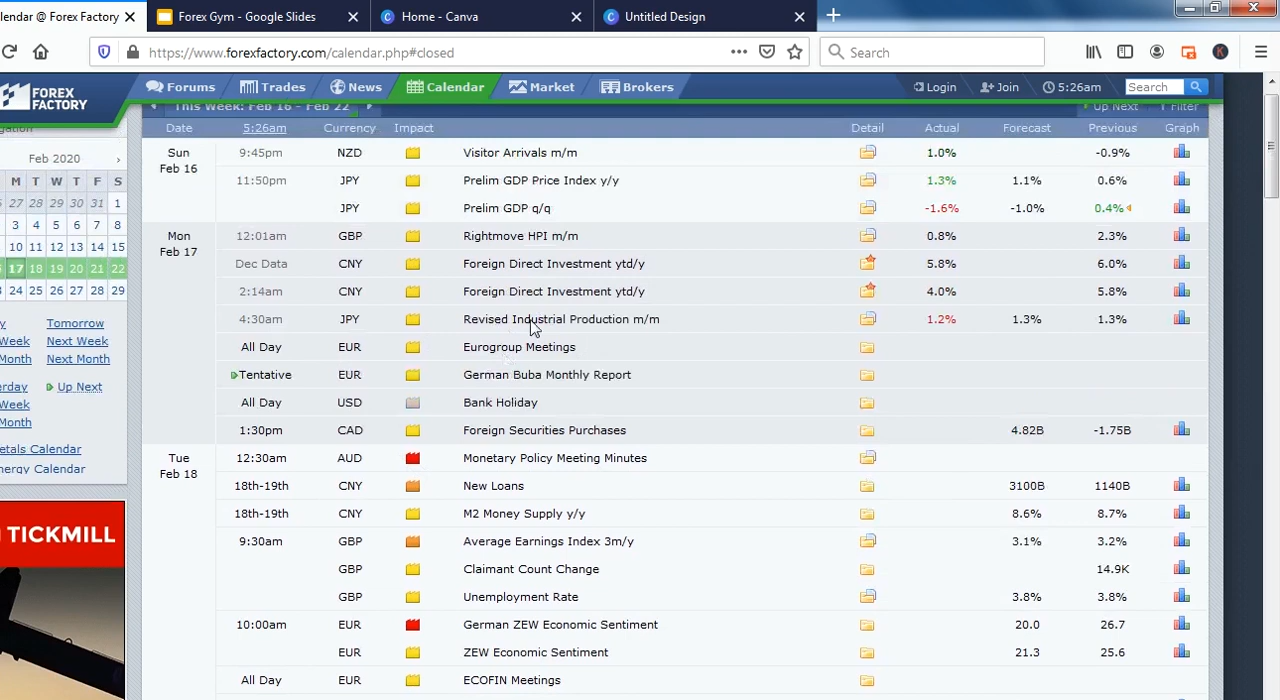 lendar @ Forex Factory
Forex Gym - Google Slides
Home - Canva
Untitled Design
https://www.forexfactory.com/calendar.php#closed
Search
K
FOREX FACTORY
Forums
Trades
News
Calendar
Market
Brokers
Login
Join
5:26am
Search
This Week: Feb 16 - Feb 22
Up Next
Filter
Date 5:26am Currency Impact Detail Actual Forecast Previous Graph
Sun Feb 16 9:45pm NZD Visitor Arrivals m/m 1.0% -0.9%
11:50pm JPY Prelim GDP Price Index y/y 1.3% 1.1% 0.6%
JPY Prelim GDP q/q -1.6% -1.0% 0.4%
Mon Feb 17 12:01am GBP Rightmove HPI m/m 0.8% 2.3%
Dec Data CNY Foreign Direct Investment ytd/y 5.8% 6.0%
2:14am CNY Foreign Direct Investment ytd/y 4.0% 5.8%
4:30am JPY Revised Industrial Production m/m 1.2% 1.3% 1.3%
All Day EUR Eurogroup Meetings
Tentative EUR German Buba Monthly Report
All Day USD Bank Holiday
1:30pm CAD Foreign Securities Purchases 4.82B -1.75B
Tue Feb 18 12:30am AUD Monetary Policy Meeting Minutes
18th-19th CNY New Loans 3100B 1140B
18th-19th CNY M2 Money Supply y/y 8.6% 8.7%
9:30am GBP Average Earnings Index 3m/y 3.1% 3.2%
GBP Claimant Count Change 14.9K
GBP Unemployment Rate 3.8% 3.8%
10:00am EUR German ZEW Economic Sentiment 20.0 26.7
EUR ZEW Economic Sentiment 21.3 25.6
All Day EUR ECOFIN Meetings
gation
Feb 2020 ›
M T W T F S
27 28 29 30 31 1
3 4 5 6 7 8
10 11 12 13 14 15
17 18 19 20 21 22
24 25 26 27 28 29
y Tomorrow
Week Next Week
Month Next Month
erday Up Next
Week
Month
etals Calendar
nergy Calendar
TICKMILL